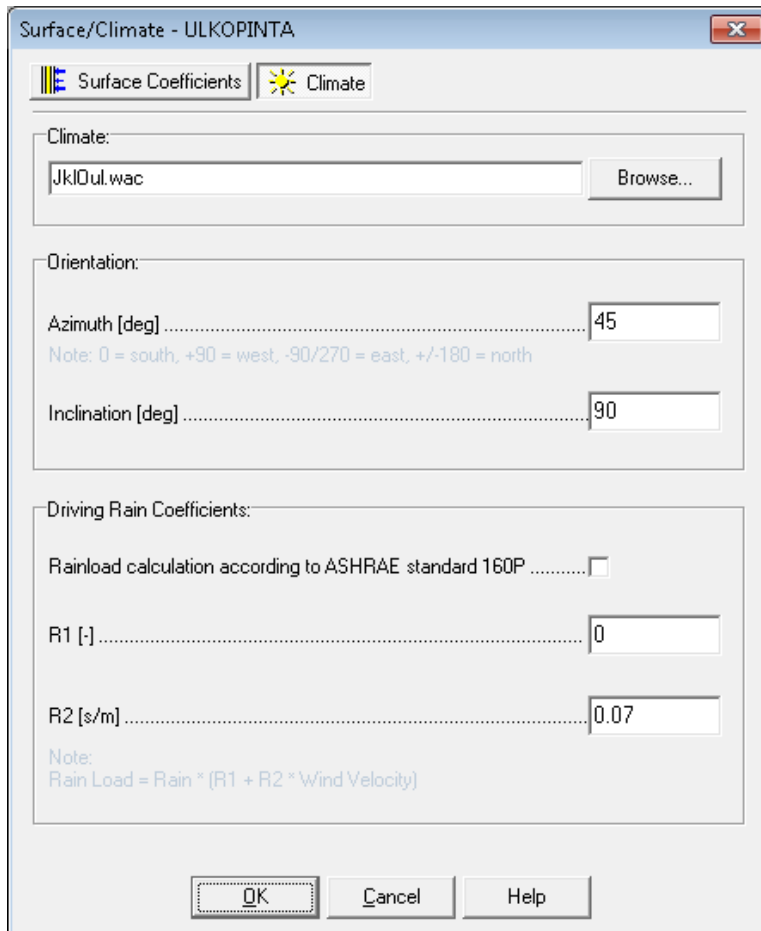 Surface/Climate - ULKOPINTA
Surface Coefficients Climate
Climate:
JklOul.wac Browse...
Orientation:
Azimuth [deg] 45
Note: 0 = south, +90 = west, -90/270 = east, +/-180 = north
Inclination [deg] 90
Driving Rain Coefficients:
Rainload calculation according to ASHRAE standard 160P
R1 [-] 0
R2 [s/m] 0.07
Note:
Rain Load = Rain * (R1 + R2 * Wind Velocity)
OK Cancel Help